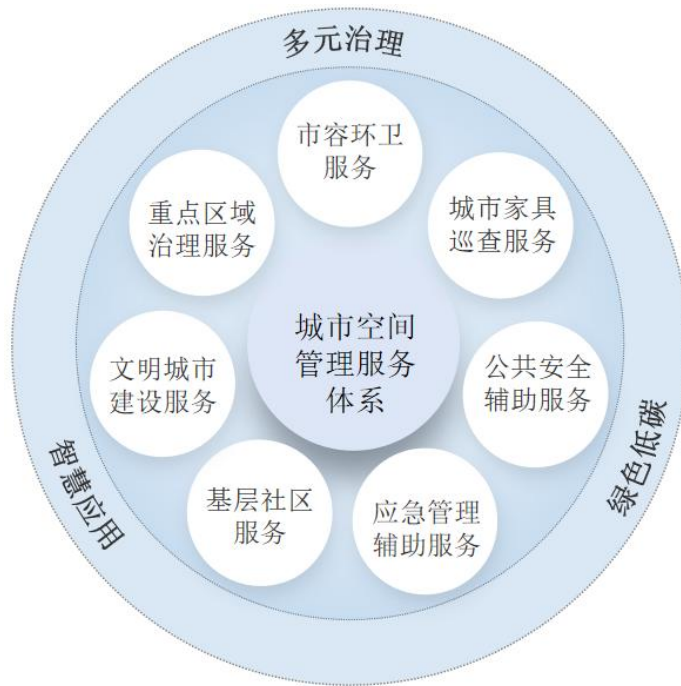 多元治理
市容环卫
服务
重点区域
治理服务
城市家具
巡查服务
城市空间
管理服务
体系
文明城市
建设服务
公共安全
辅助服务
智慧应用
绿色低碳
基层社区
服务
应急管理
辅助服务